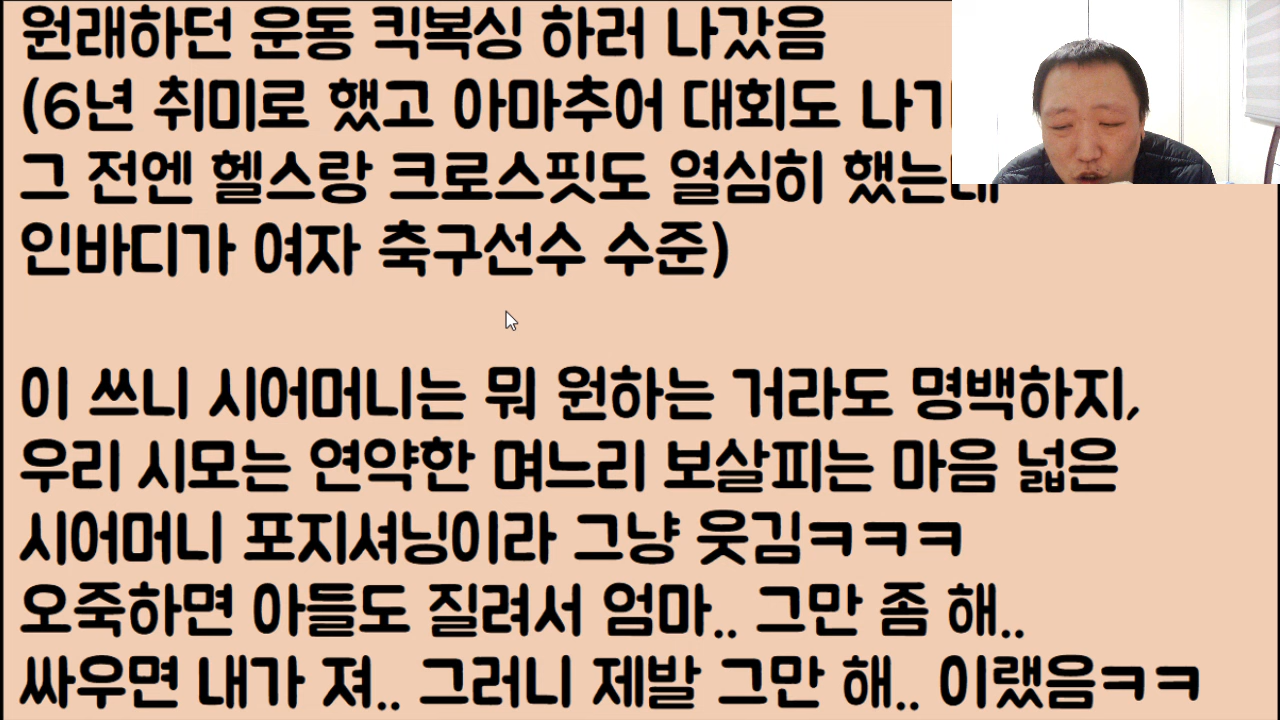 원래하던 운동 킥복싱 하러 나갔음
(6년 취미로 했고 아마추어 대회도
그 전엔 헬스랑 크로스핏도 열심히 했는데
인바디가 여자 축구선수 수준)
이 쓰니 시어머니는 뭐 원하는 거라도 명백하지,
우리 시모는 연약한 며느리 보살피는 마음 넓은
시어머니 포지셔닝이라 그냥 웃김ㅋㅋㅋ
오죽하면 아들도 질려서 엄마.. 그만 좀 해..
싸우면 내가 져.. 그러니 제발 그만 해.. 이랬음ㅋㅋ